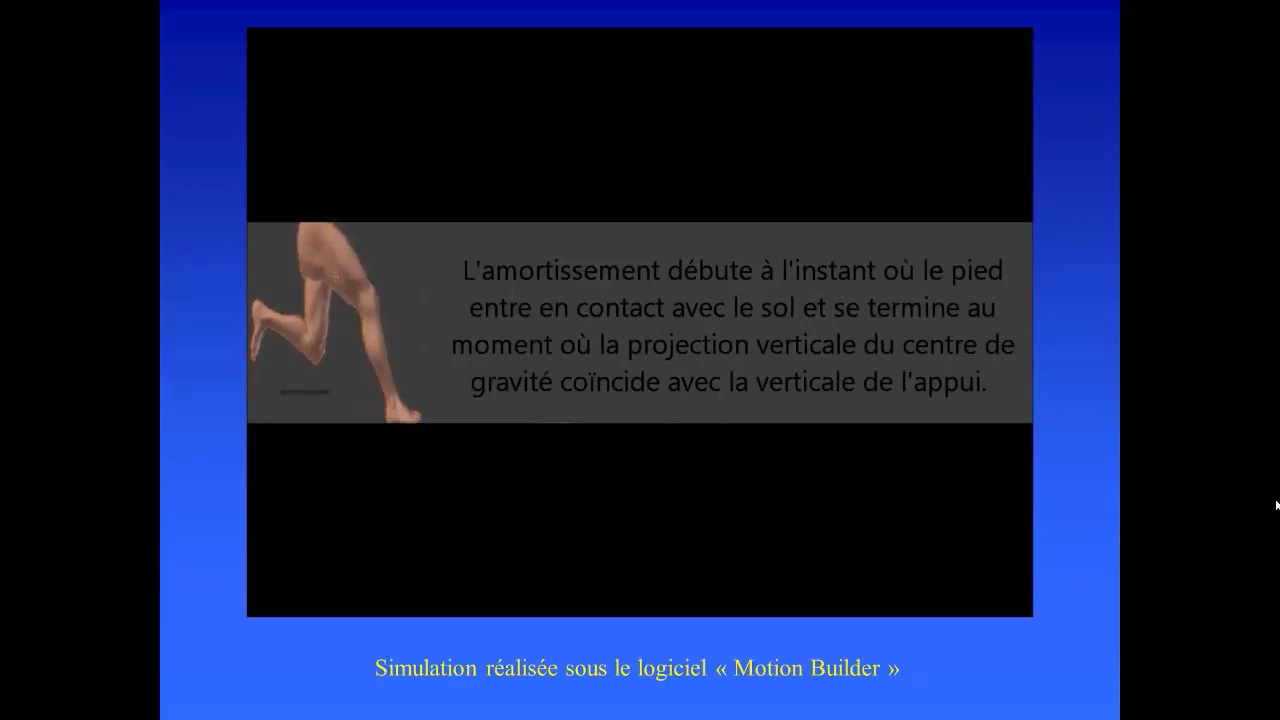 L'amortissement débute à l'instant où le pied
entre en contact avec le sol et se termine au
moment où la projection verticale du centre de
gravité coïncide avec la verticale de l'appui.
Simulation réalisée sous le logiciel « Motion Builder »